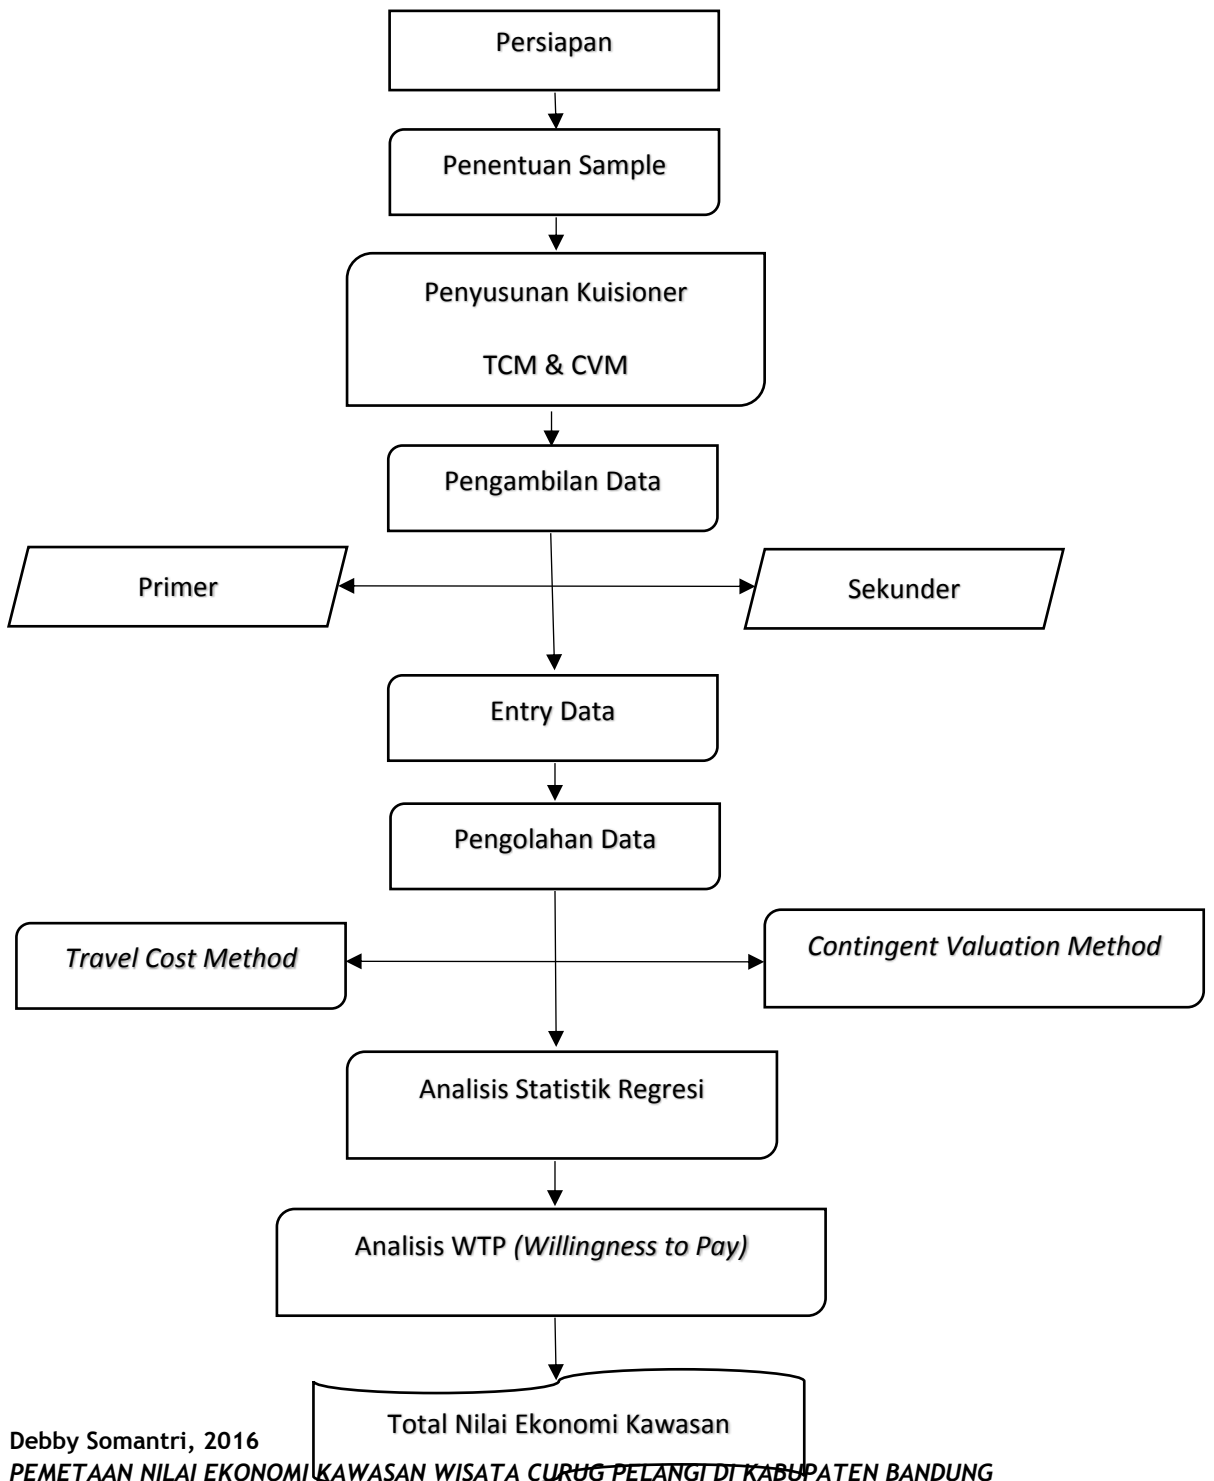 Persiapan
Penentuan Sample
Penyusunan Kuisioner
TCM & CVM
Pengambilan Data
Primer
Sekunder
Entry Data
Pengolahan Data
Travel Cost Method
Contingent Valuation Method
Analisis Statistik Regresi
Analisis WTP (Willingness to Pay)
Total Nilai Ekonomi Kawasan
Debby Somantri, 2016
PEMETAAN NILAI EKONOMI KAWASAN WISATA CURUG PELANGI DI KABUPATEN BANDUNG